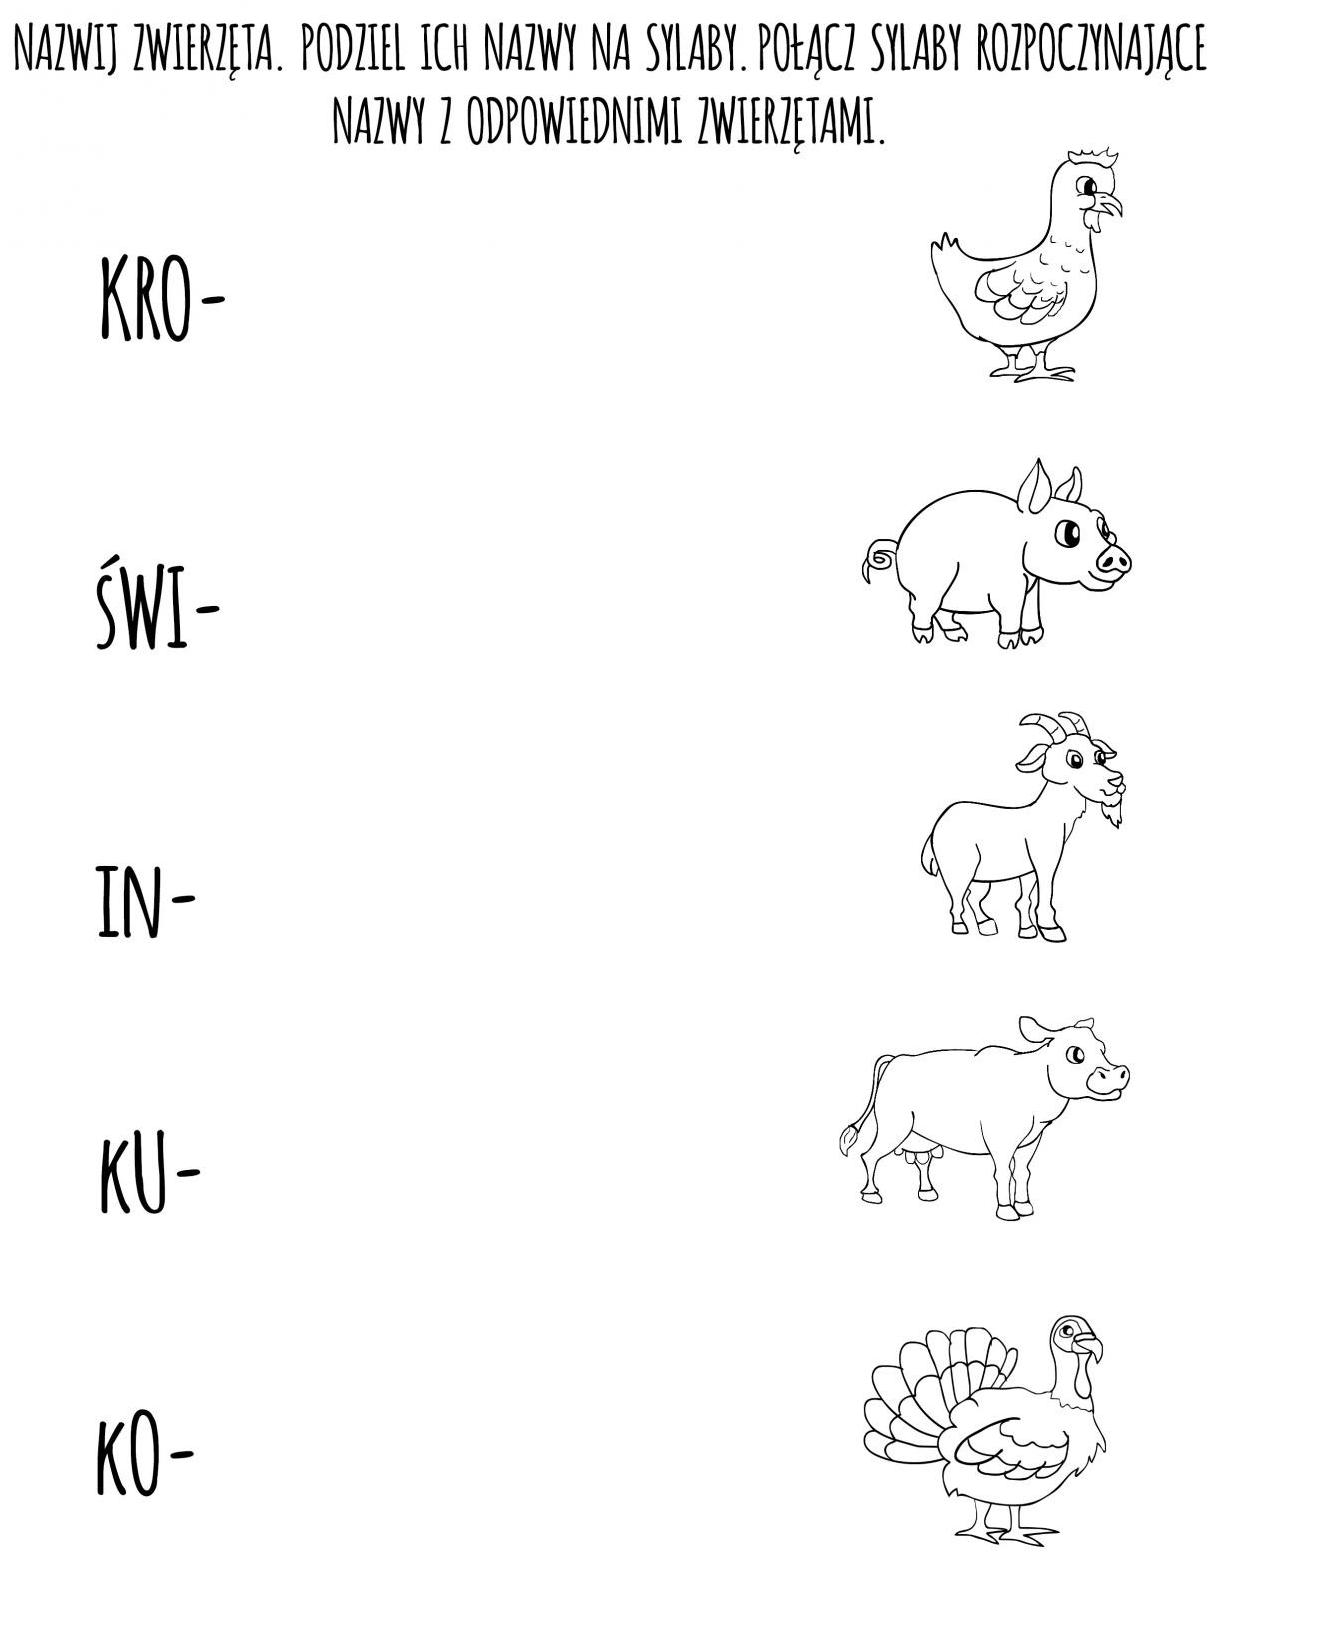 NAZWIJ ZWIERZĘTA. PODZIEL ICH NAZWY NA SYLABY. POŁĄCZ SYLABY ROZPOCZYNAJĄCE
NAZWY Z ODPOWIEDNIMI ZWIERZĘTAMI.
KRO-
ŚWI-
IN-
KU-
KO-